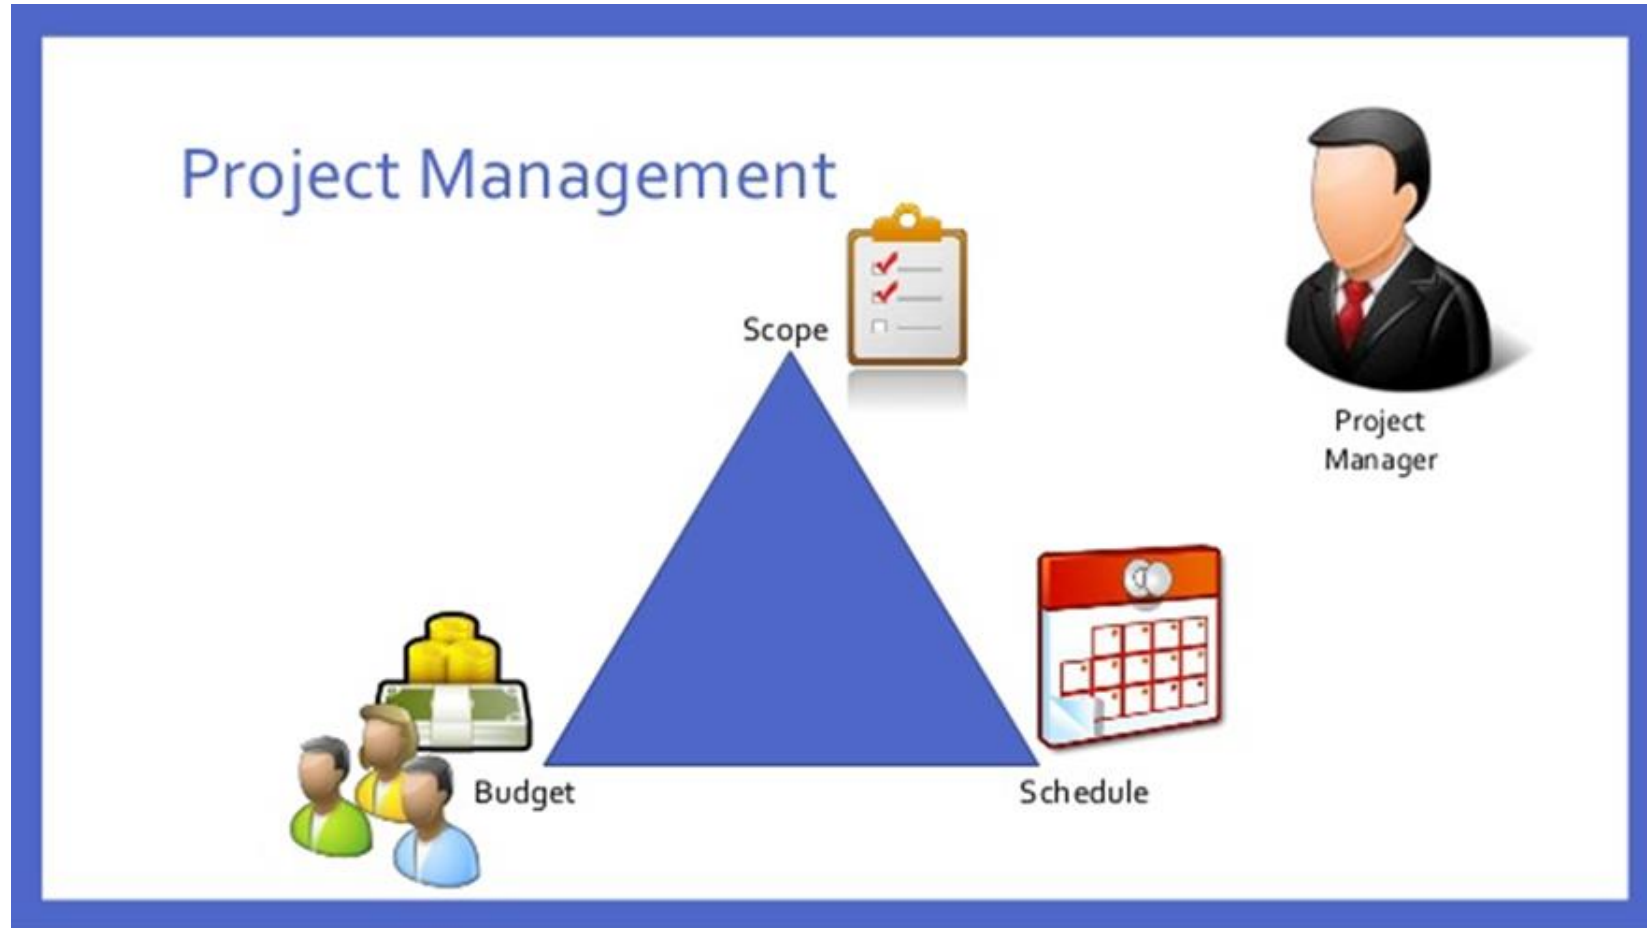 Project Management
Scope
Project
Manager
Budget
Schedule